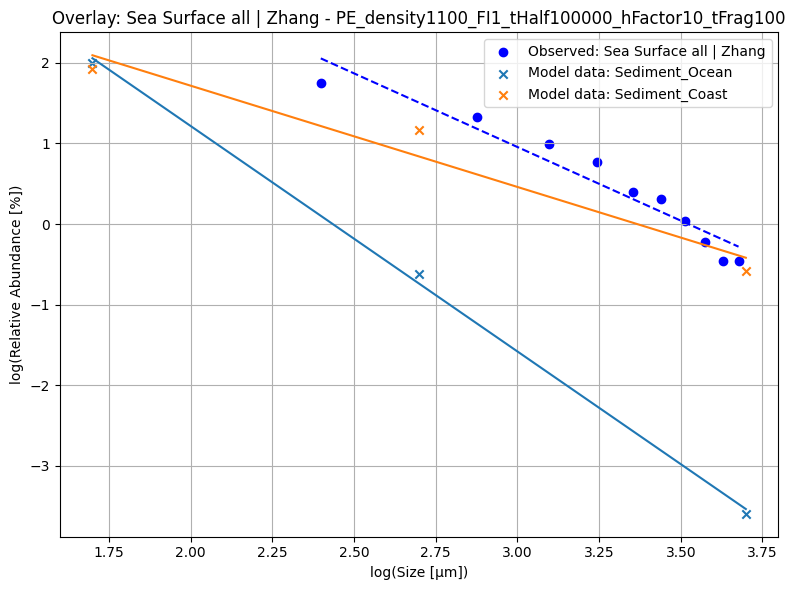 Overlay: Sea Surface all | Zhang - PE_density1100_FI1_tHalf100000_hFactor10_tFrag100
Observed: Sea Surface all | Zhang
Model data: Sediment_Ocean
Model data: Sediment_Coast
log(Relative Abundance [%])
2
1
0
−1
−2
−3
1.75 2.00 2.25 2.50 2.75 3.00 3.25 3.50 3.75
log(Size [μm])